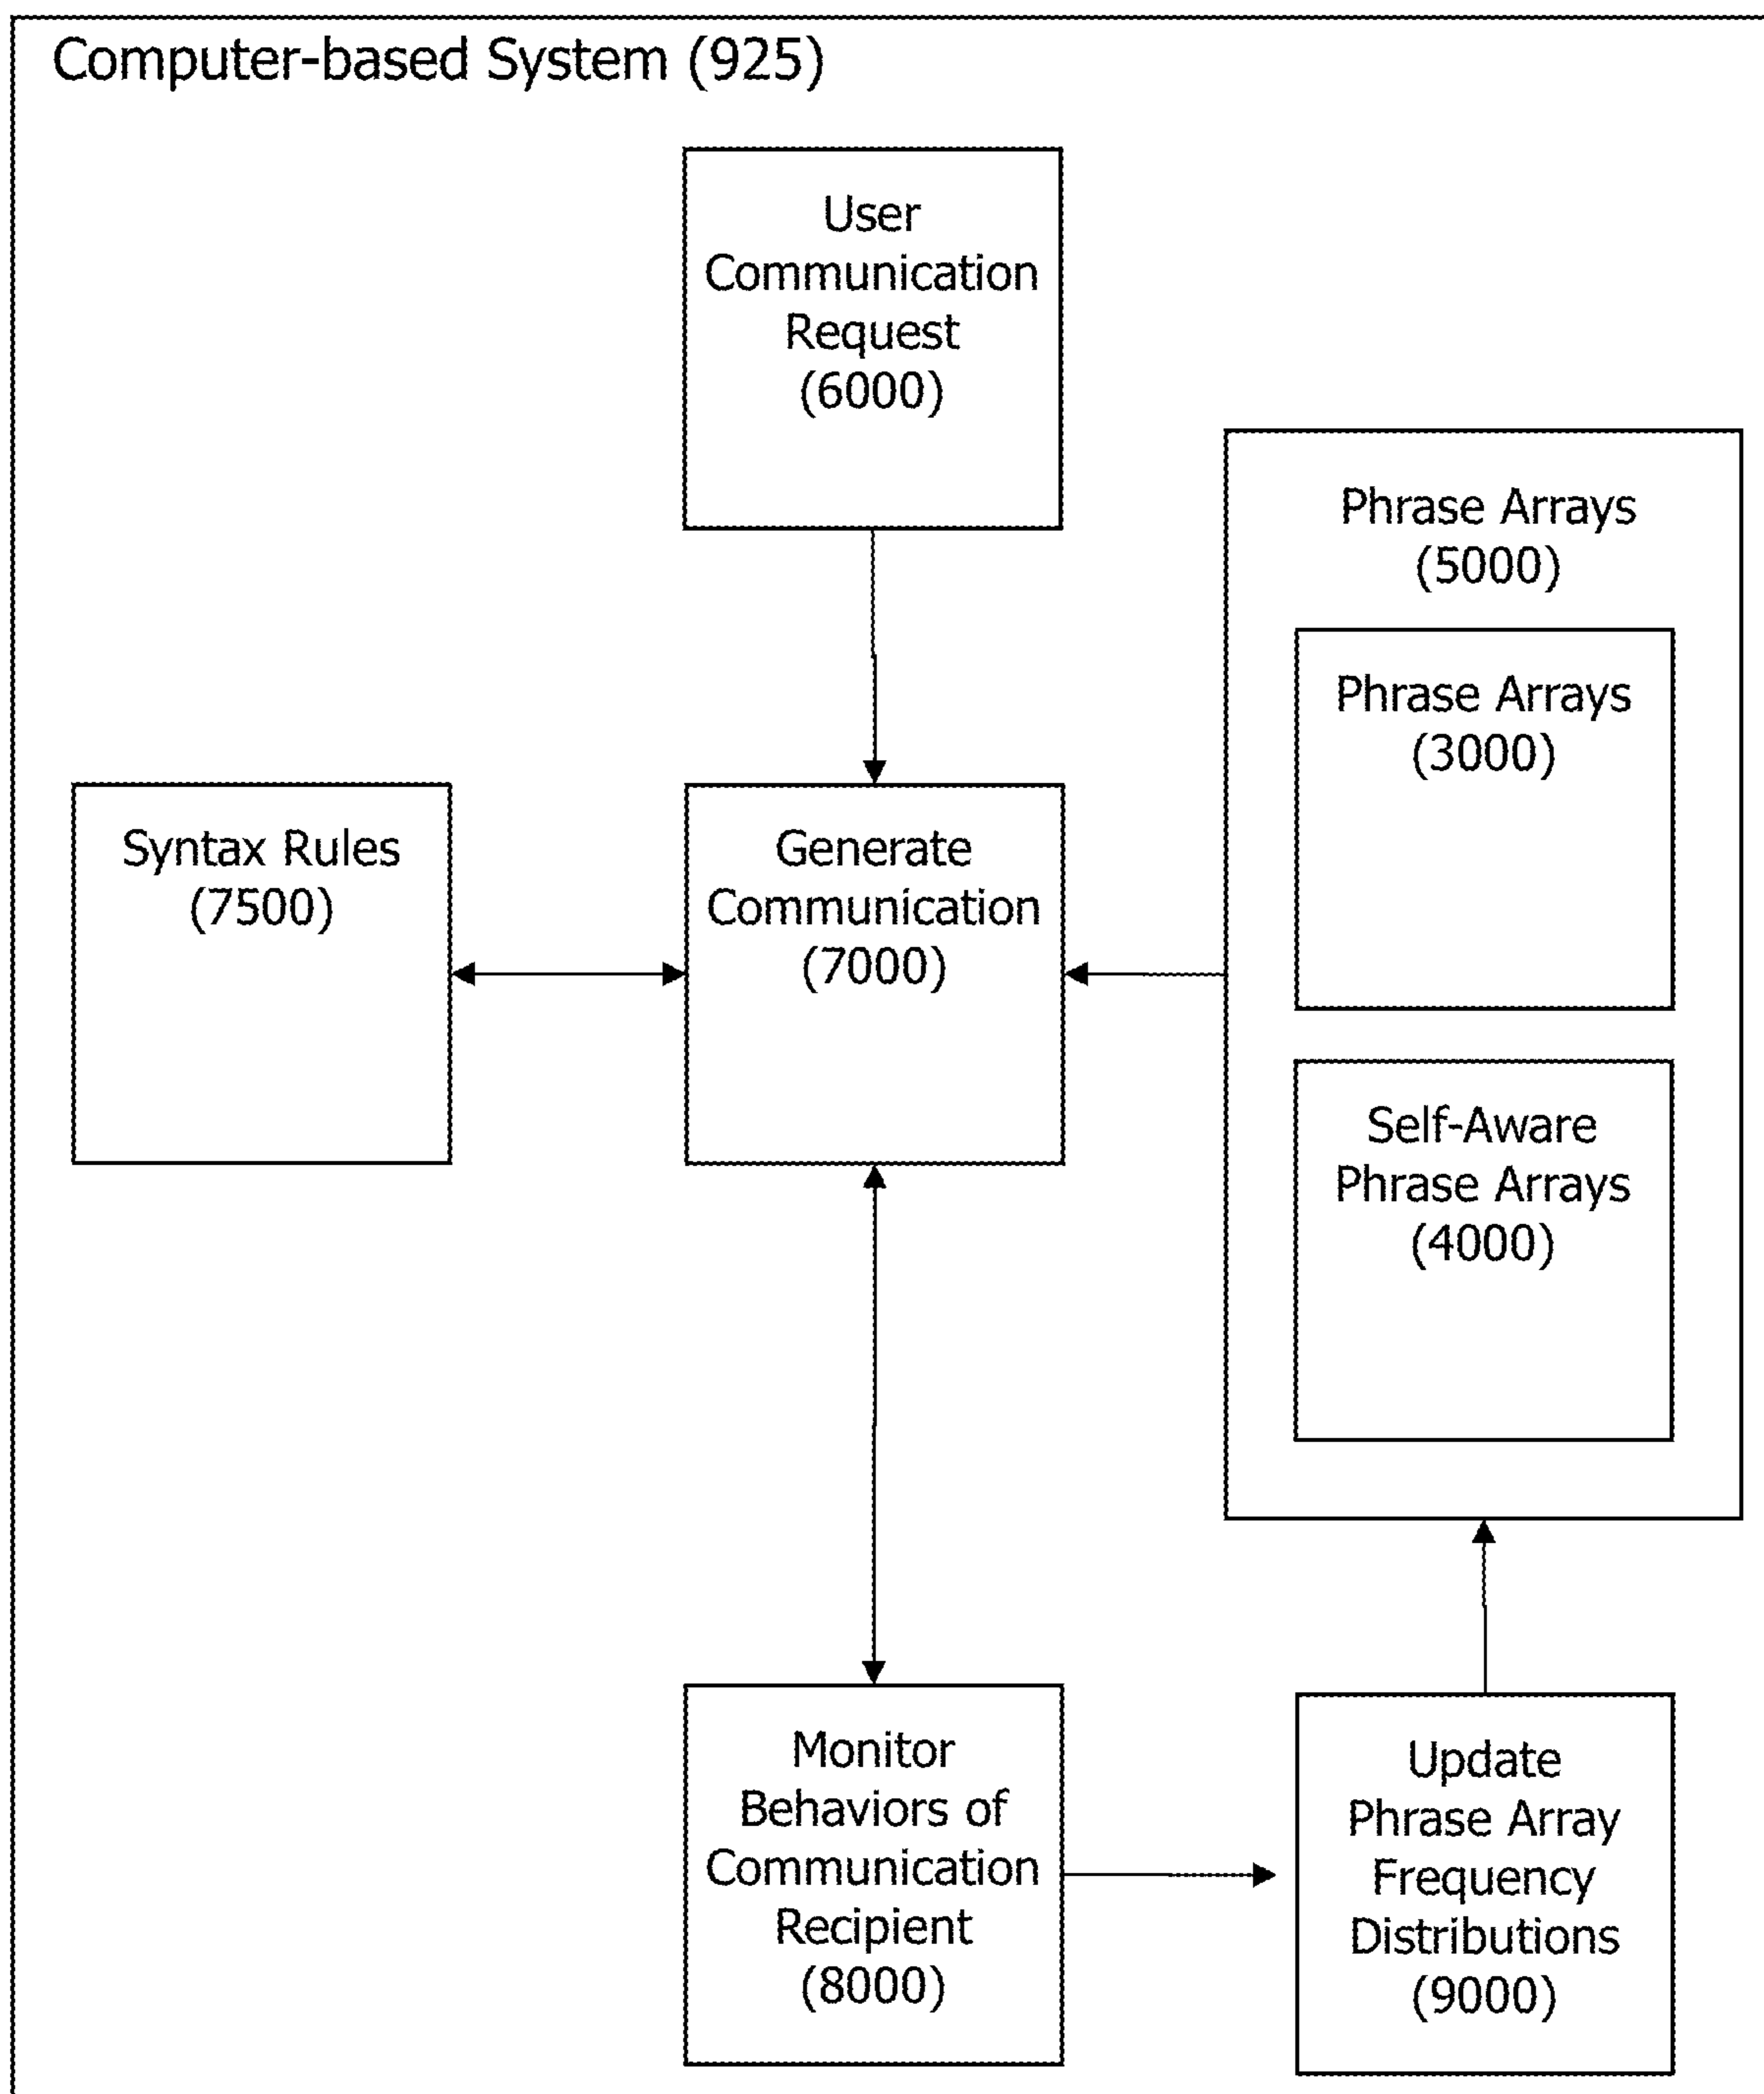 Computer-based System (925)
User
Communication
Request
(6000)
Phrase Arrays
(5000)
Phrase Arrays
(3000)
Syntax Rules
(7500)
Generate
Communication
(7000)
Self-Aware
Phrase Arrays
(4000)
Monitor
Behaviors of
Communication
Recipient
(8000)
Update
Phrase Array
Frequency
Distributions
(9000)